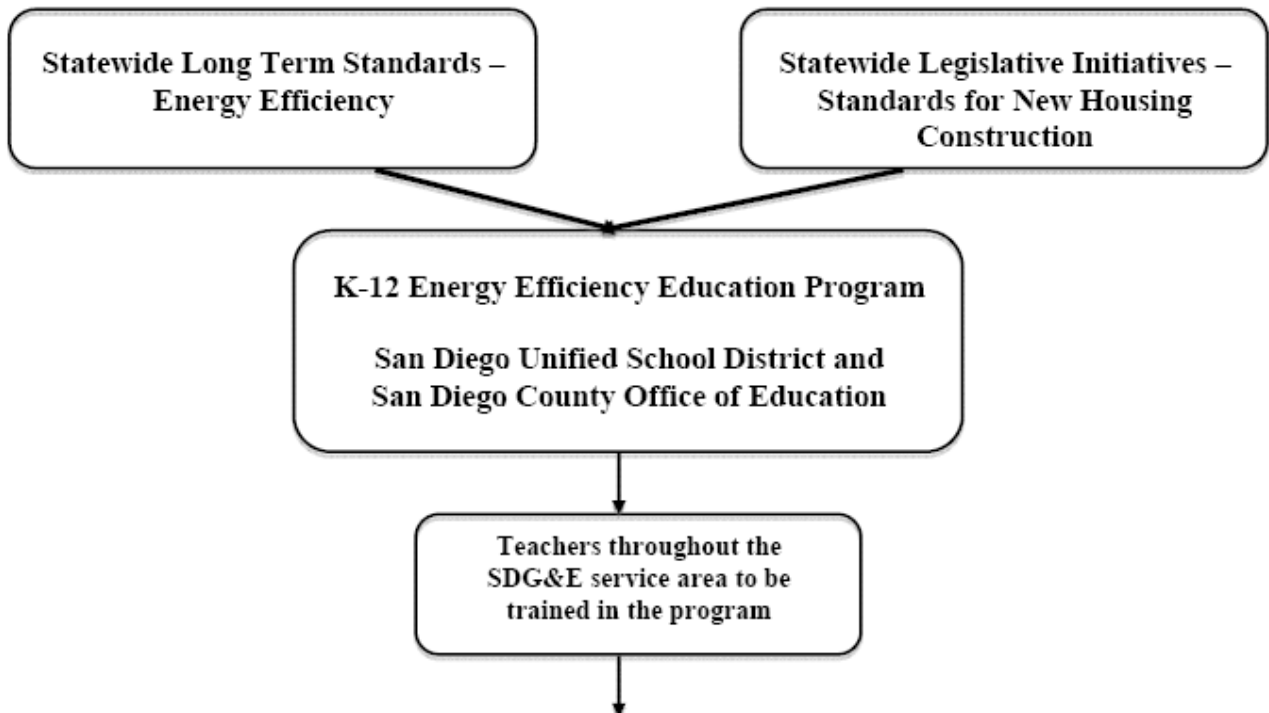 Statewide Long Term Standards –
Energy Efficiency
Statewide Legislative Initiatives –
Standards for New Housing
Construction
K-12 Energy Efficiency Education Program
San Diego Unified School District and
San Diego County Office of Education
Teachers throughout the
SDG&E service area to be
trained in the program